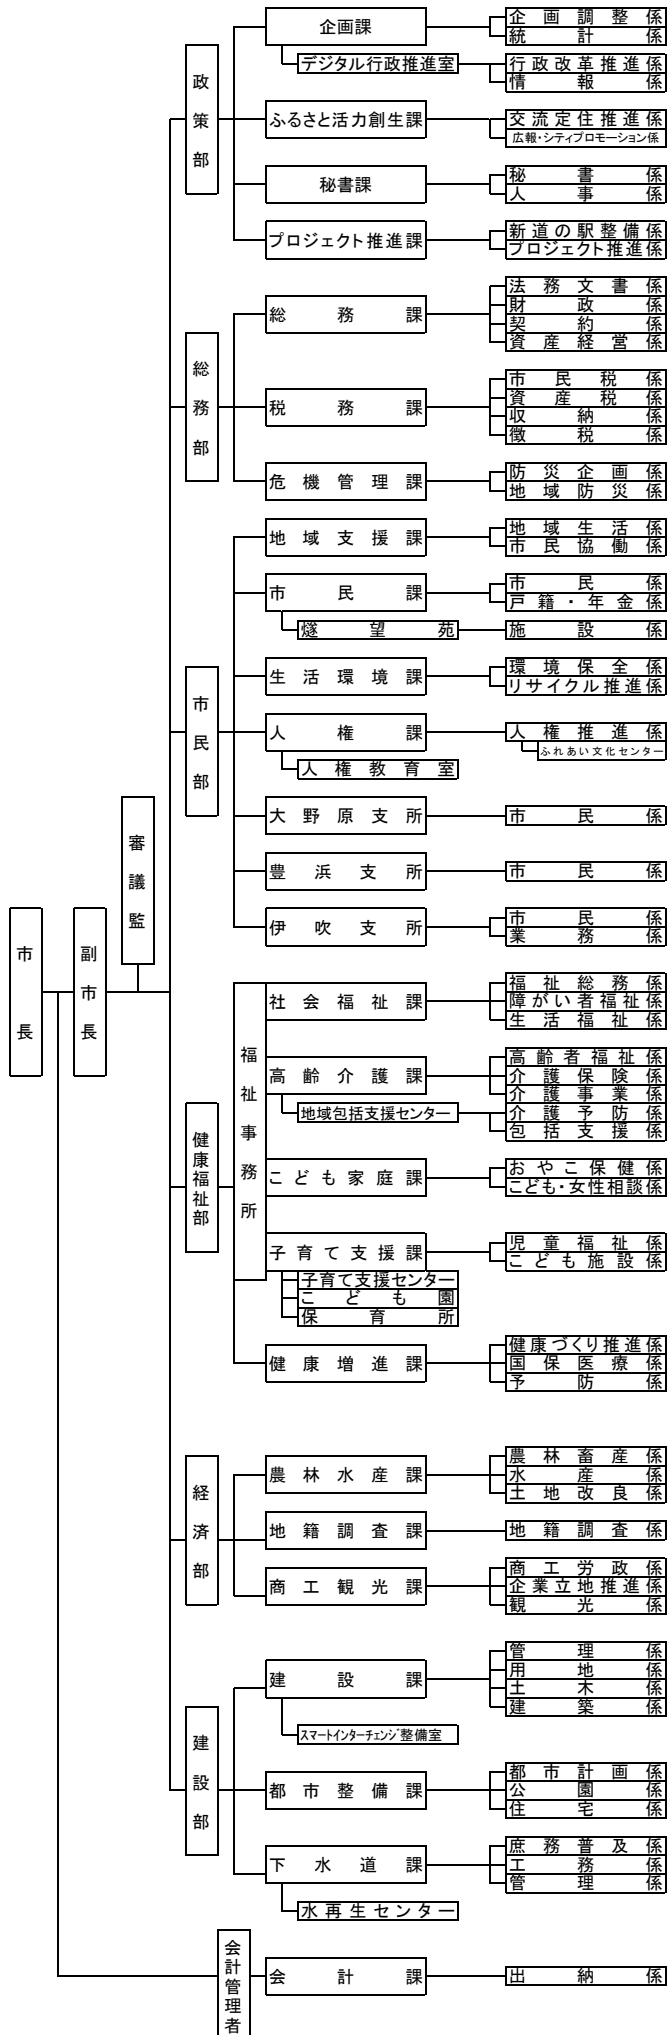 市長
副市長
審議監
政策部
企画課
企画調整係
統計係
デジタル行政推進室
行政改革推進係
情報係
ふるさと活力創生課
交流定住推進係
広報・シティプロモーション係
秘書課
秘書係
人事係
プロジェクト推進課
新道の駅整備係
プロジェクト推進係
総務部
総務課
法務文書係
財政係
契約係
資産経営係
税務課
市民税係
資産税係
収納係
徴税係
危機管理課
防災企画係
地域防災係
市民部
地域支援課
地域生活係
市民協働係
市民課
市民係
戸籍・年金係
燧望苑
施設係
生活環境課
環境保全係
リサイクル推進係
人権課
人権推進係
ふれあい文化センター
人権教育室
大野原支所
市民係
豊浜支所
市民係
伊吹支所
市民係
業務係
健康福祉部
福祉事務所
社会福祉課
福祉総務係
障がい者福祉係
生活福祉係
高齢介護課
高齢者福祉係
介護保険係
介護事業係
地域包括支援センター
介護予防係
包括支援係
こども家庭課
おやこ保健係
こども・女性相談係
子育て支援課
児童福祉係
こども施設係
子育て支援センター
こども園
保育所
健康増進課
健康づくり推進係
国保医療係
予防係
経済部
農林水産課
農林畜産係
水産係
土地改良係
地籍調査課
地籍調査係
商工観光課
商工労政係
企業立地推進係
観光係
建設部
建設課
管理係
用地係
土木係
建築係
スマートインターチェンジ整備室
都市整備課
都市計画係
公園係
住宅係
下水道課
庶務普及係
工務係
管理係
水再生センター
会計管理者
会計課
出納係